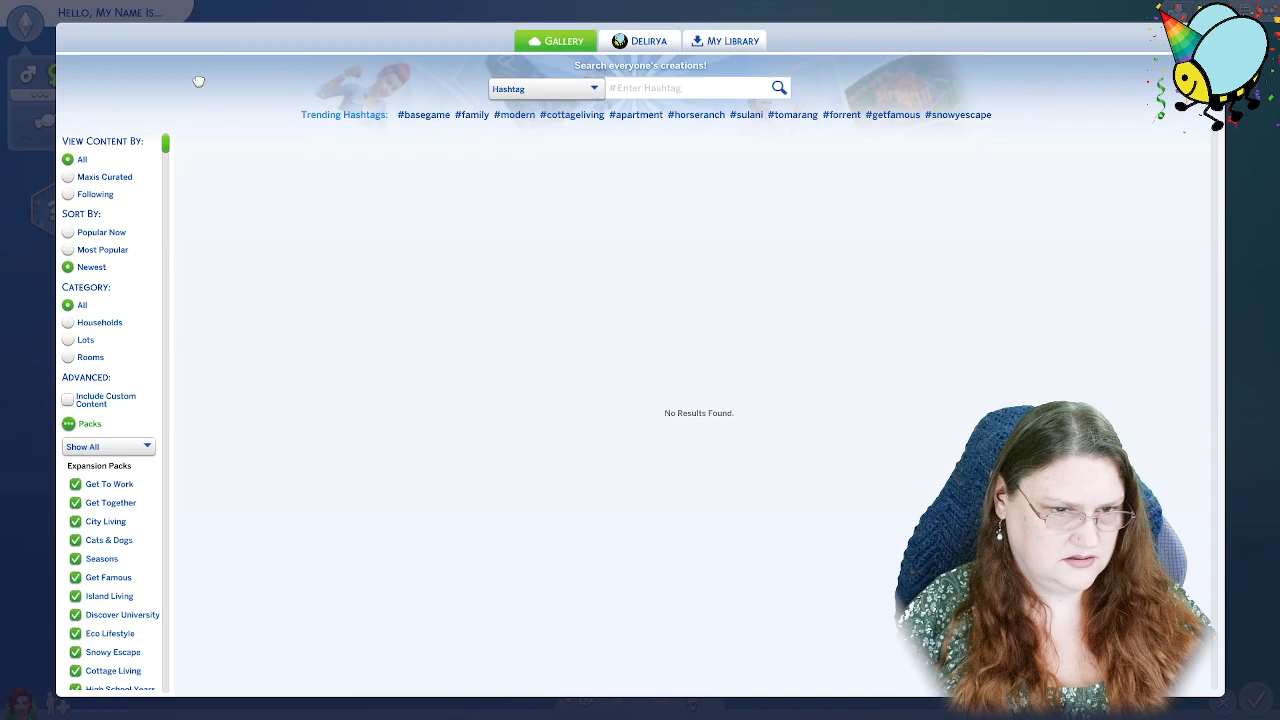 Hello, My Name Is...
Gallery
Delirya
My Library
Search everyone's creations!
Hashtag
#Enter Hashtag
Trending Hashtags: #basegame #family #modern #cottageliving #apartment #horseranch #sulani #tomarang #forrent #getfamous #snowyescape
View Content By:
All
Maxis Curated
Following
Sort By:
Popular Now
Most Popular
Newest
Category:
All
Households
Lots
Rooms
Advanced:
Include Custom
Content
Packs
Show All
Expansion Packs
Get To Work
Get Together
City Living
Cats & Dogs
Seasons
Get Famous
Island Living
Discover University
Eco Lifestyle
Snowy Escape
Cottage Living
High School Years
No Results Found.